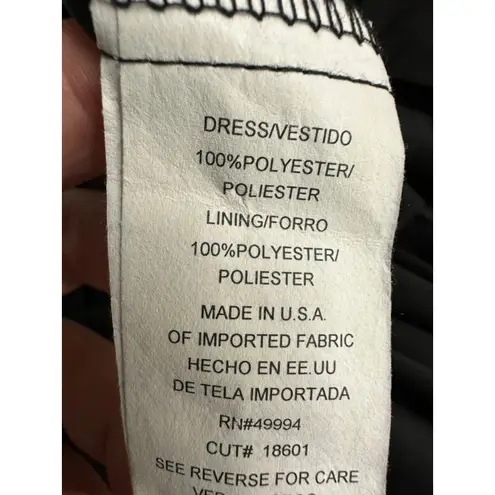 DRESS/VESTIDO
100%POLYESTER/
POLIESTER
LINING/FORRO
100%POLYESTER/
POLIESTER
MADE IN U.S.A.
OF IMPORTED FABRIC
HECHO EN EE.UU
DE TELA IMPORTADA
RN#49994
CUT# 18601
SEE REVERSE FOR CARE